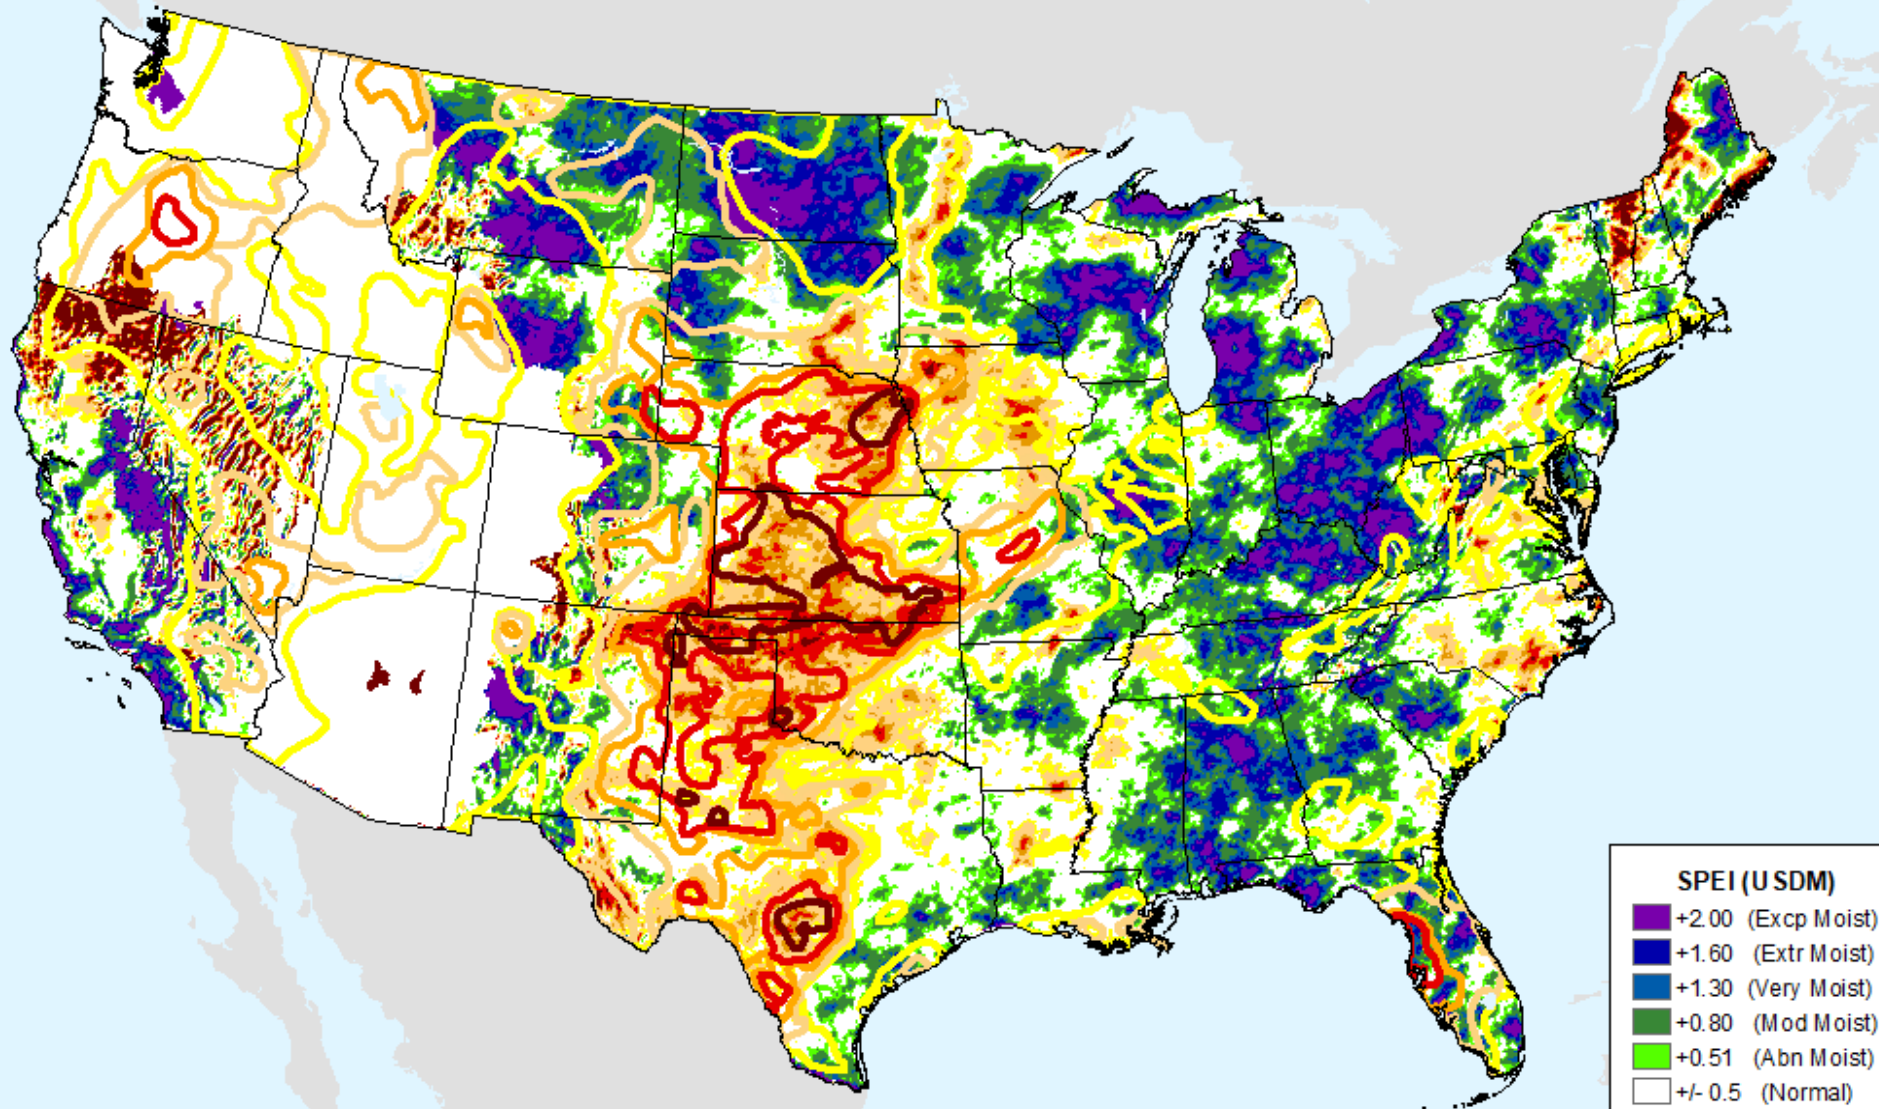 SPEI (USDM)
+2.00 (Excp Moist)
+1.60 (Extr Moist)
+1.30 (Very Moist)
+0.80 (Mod Moist)
+0.51 (Abn Moist)
+/- 0.5 (Normal)